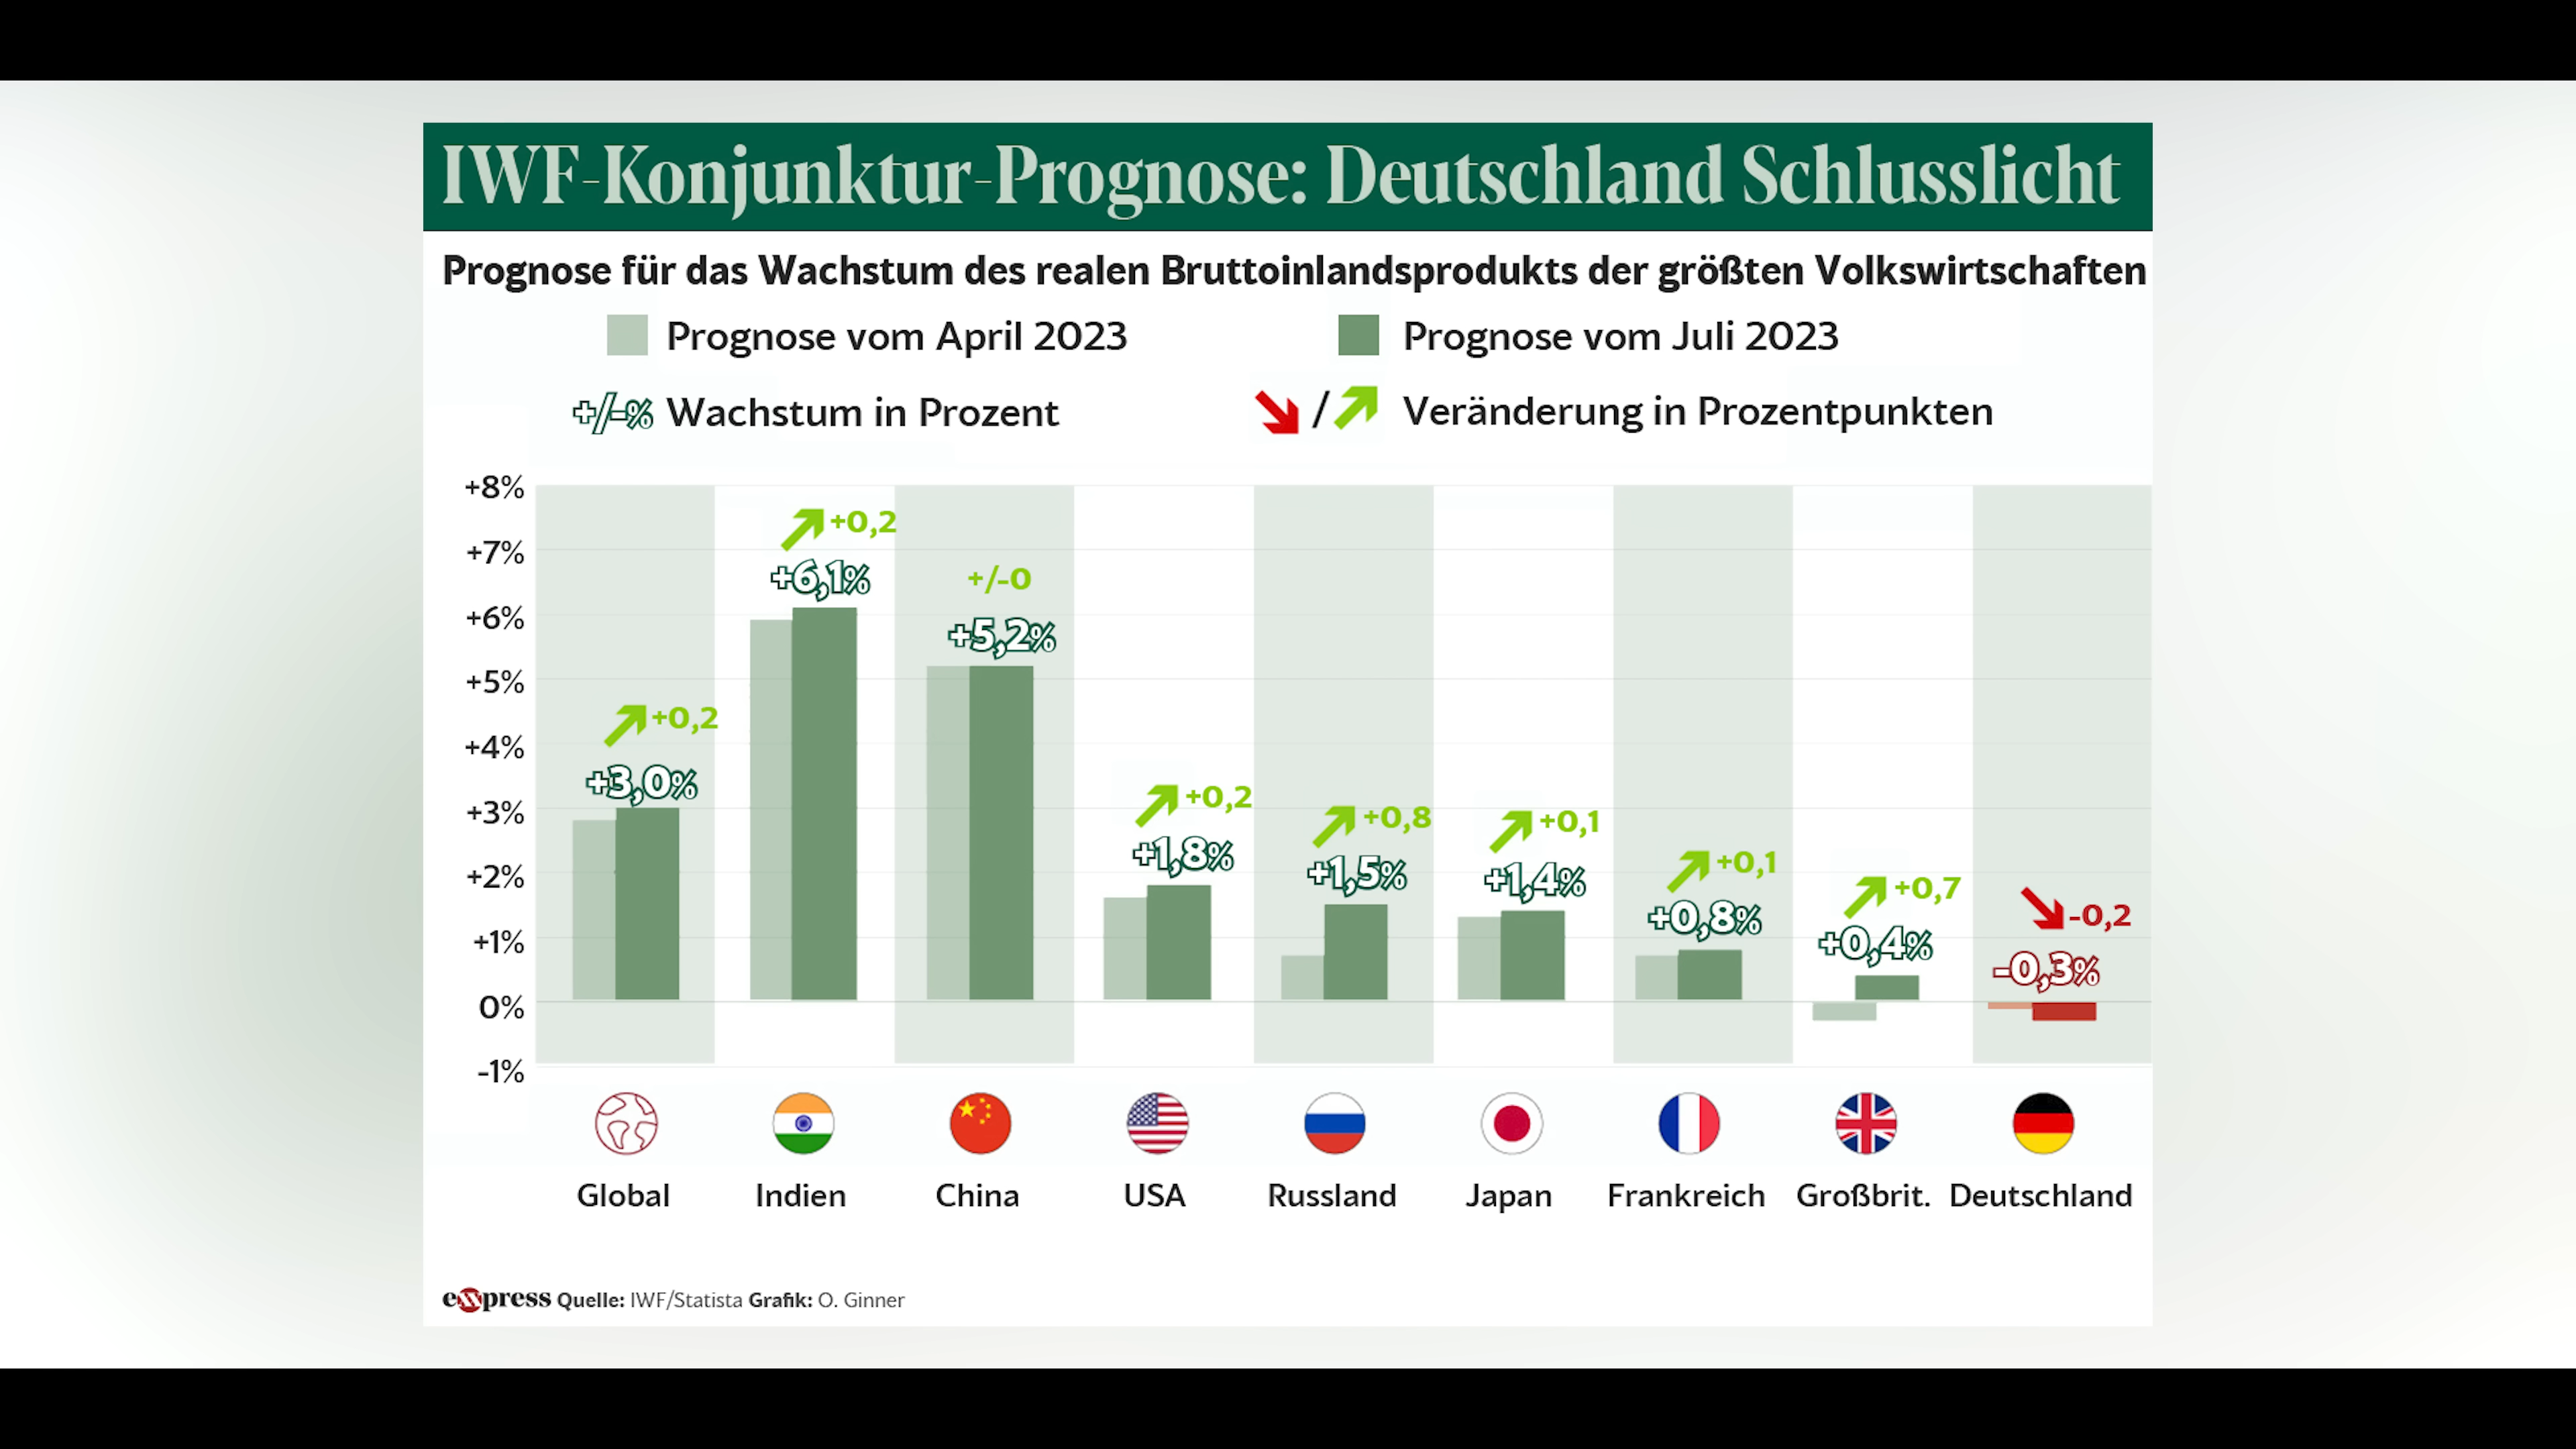 IWF-Konjunktur-Prognose: Deutschland Schlusslicht
Prognose für das Wachstum des realen Bruttoinlandsprodukts der größten Volkswirtschaften
Prognose vom April 2023
Prognose vom Juli 2023
+/-% Wachstum in Prozent
/ Veränderung in Prozentpunkten
+8%
+7%
+6%
+5%
+4%
+3%
+2%
+1%
0%
-1%
+0,2
+3,0%
+0,2
+6,1%
+/-0
+5,2%
+0,2
+1,8%
+0,8
+1,5%
+0,1
+1,4%
+0,1
+0,8%
+0,7
+0,4%
-0,2
-0,3%
Global
Indien
China
USA
Russland
Japan
Frankreich
Großbrit.
Deutschland
exxpress Quelle: IWF/Statista Grafik: O. Ginner